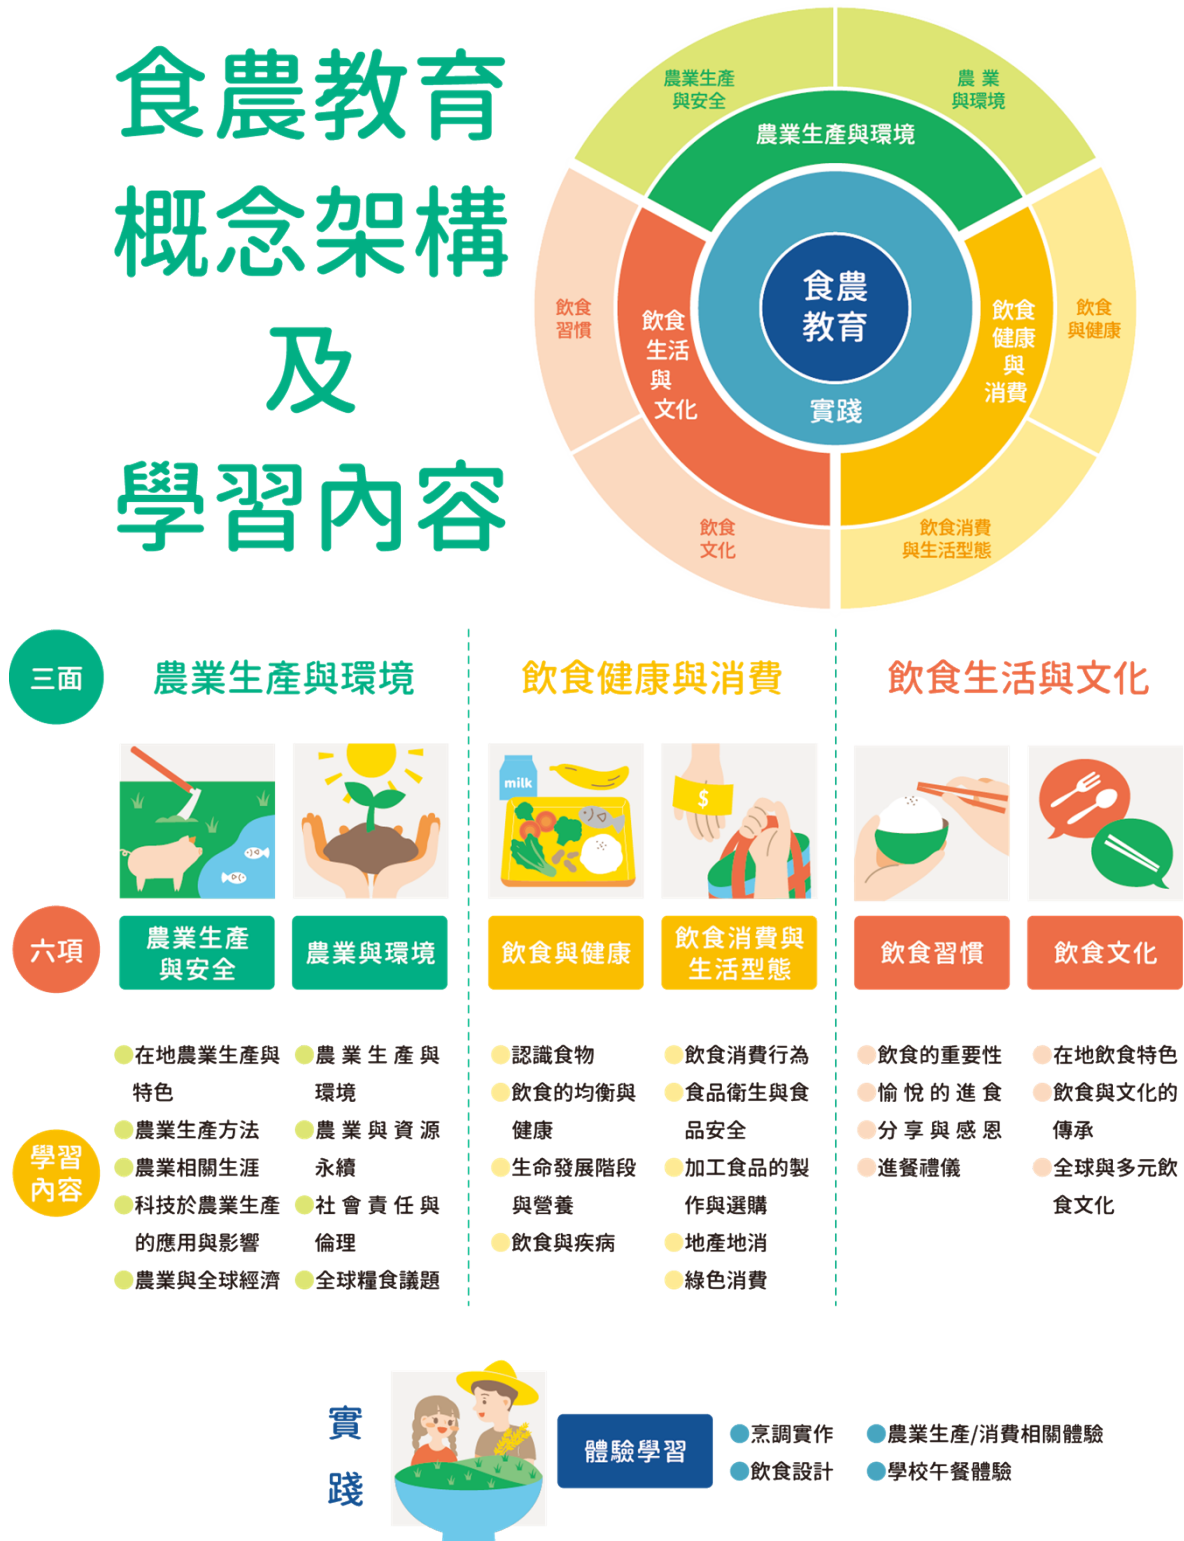 食農教育
概念架構
及
學習內容
農業生產
與安全
農 業
與環境
農業生產與環境
飲食
習慣
飲食
生活
與
文化
食農
教育
實踐
飲食
健康
與
消費
飲食
與健康
飲食
文化
飲食消費
與生活型態
三面
農業生產與環境
飲食健康與消費
飲食生活與文化
milk
$
六項
農業生產
與安全
農業與環境
飲食與健康
飲食消費與
生活型態
飲食習慣
飲食文化
學習
內容
在地農業生產與
特色
農業生產方法
農業相關生涯
科技於農業生產
的應用與影響
農業與全球經濟
農業生產與
環境
農業與資源
永續
社會責任與
倫理
全球糧食議題
認識食物
飲食的均衡與
健康
生命發展階段
與營養
飲食與疾病
飲食消費行為
食品衛生與食
品安全
加工食品的製
作與選購
地產地消
綠色消費
飲食的重要性
愉悅的進食
分享與感恩
進餐禮儀
在地飲食特色
飲食與文化的
傳承
全球與多元飲
食文化
實
踐
體驗學習
烹調實作
農業生產/消費相關體驗
飲食設計
學校午餐體驗